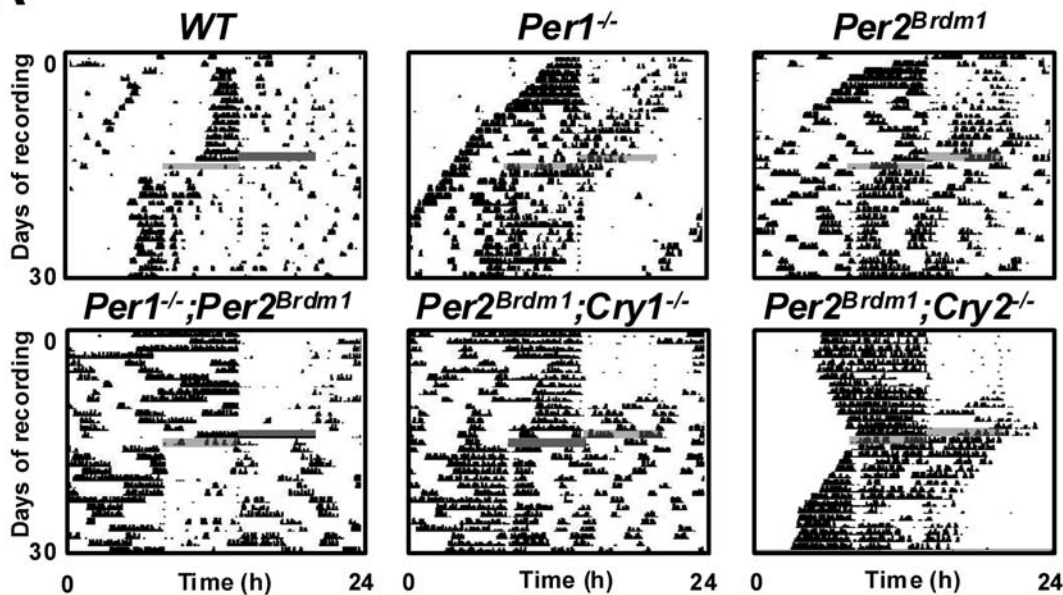 WT Per1-/- Per2Brdm1
0
Days of recording
30
Per1-/-;Per2Brdm1 Per2Brdm1;Cry1-/- Per2Brdm1;Cry2-/-
0
Days of recording
30
0 Time (h) 24 0 Time (h) 24 0 Time (h) 24